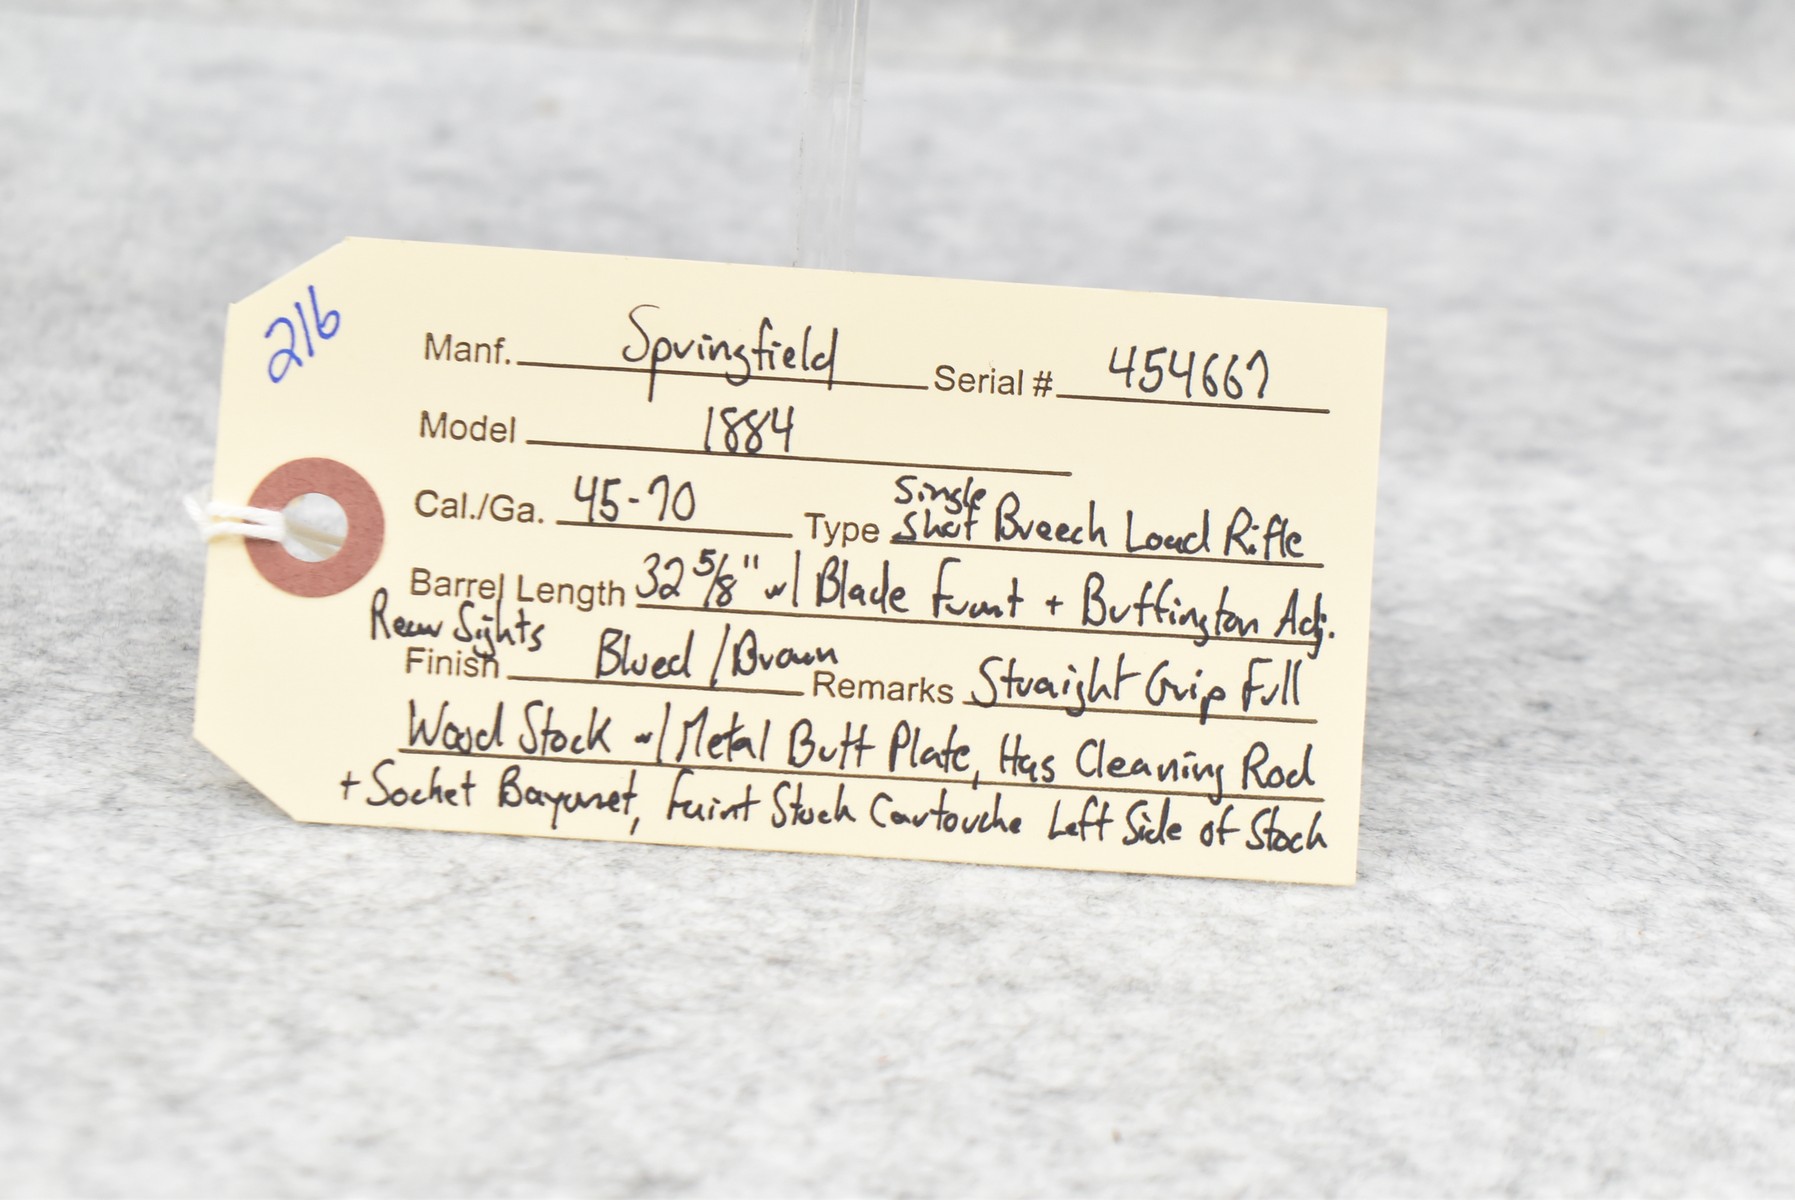 216
Manf. Springfield Serial # 454667
Model 1884
Cal./Ga. 45-70 Type Single Shot Breech Load Rifle
Barrel Length 32 5/8" w/ Blade Front + Buffington Adj.
Rear Sights
Finish Blued / Brown Remarks Straight Grip Full
Wood Stock w/ Metal Butt Plate, Has Cleaning Rod
+ Socket Bayonet, Faint Stock Cartouche Left Side of Stock